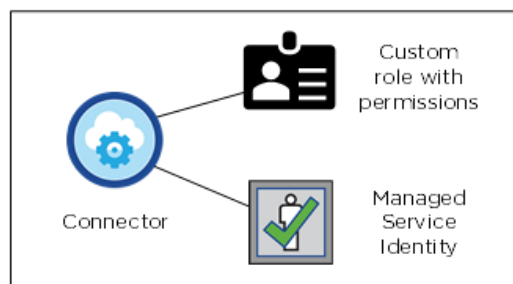 Custom
role with
permissions
Connector
Managed
Service
Identity